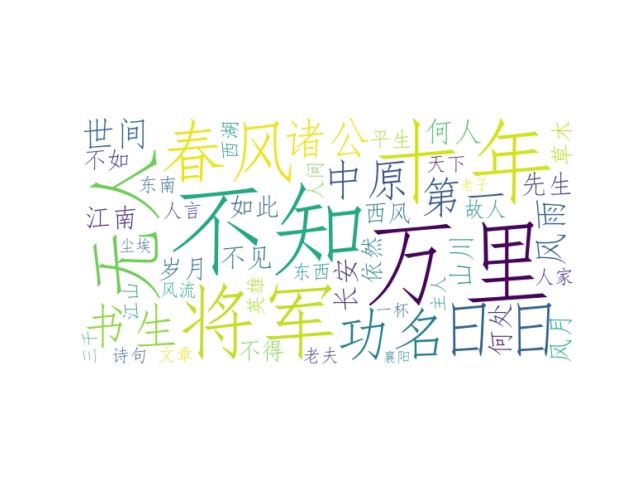 世间
西湖
春风
诸公
平生
何人
十年
草木
不如
东南
无人
人间
中原
天下
老子
第一
先生
江南
人言
如此
不知
西风
故人
万里
风雨
尘埃
岁月
不见
东西
长安
依然
山川
人家
江山
风流
将军
英雄
一杯
主人
书生
功名
日日
何处
风月
三千
诗句
文章
不得
老夫
襄阳